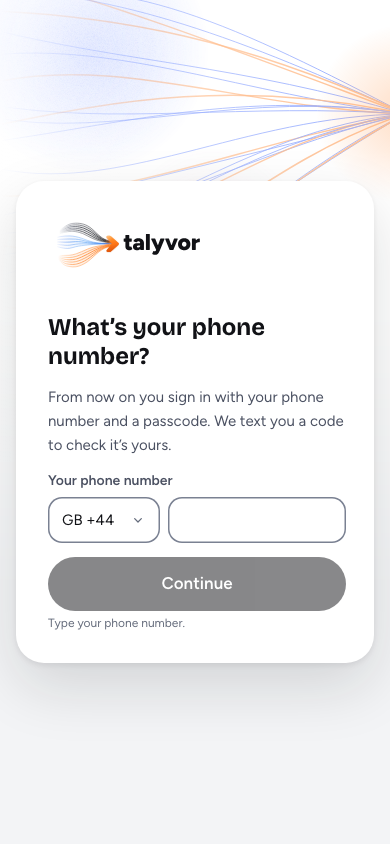 talyvor
What's your phone
number?
From now on you sign in with your phone
number and a passcode. We text you a code
to check it's yours.
Your phone number
GB +44
Continue
Type your phone number.